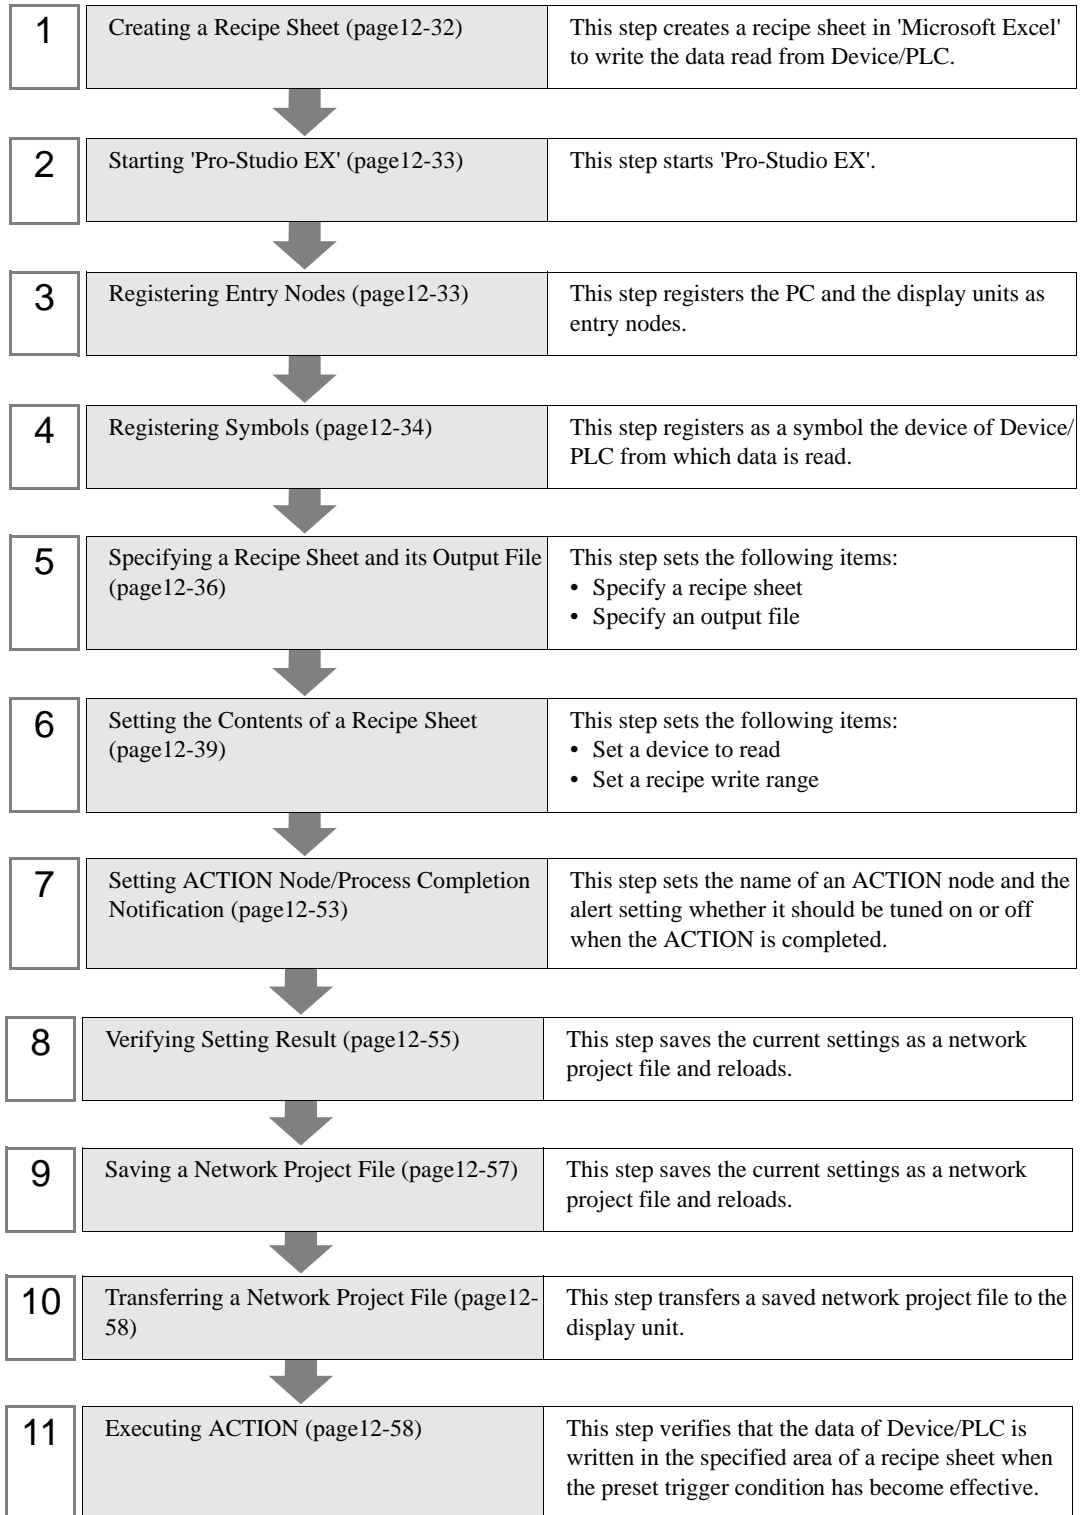 1
Creating a Recipe Sheet (page12-32)
This step creates a recipe sheet in 'Microsoft Excel'
to write the data read from Device/PLC.
2
Starting 'Pro-Studio EX' (page12-33)
This step starts 'Pro-Studio EX'.
3
Registering Entry Nodes (page12-33)
This step registers the PC and the display units as
entry nodes.
4
Registering Symbols (page12-34)
This step registers as a symbol the device of Device/
PLC from which data is read.
5
Specifying a Recipe Sheet and its Output File
(page12-36)
This step sets the following items:
• Specify a recipe sheet
• Specify an output file
6
Setting the Contents of a Recipe Sheet
(page12-39)
This step sets the following items:
• Set a device to read
• Set a recipe write range
7
Setting ACTION Node/Process Completion
Notification (page12-53)
This step sets the name of an ACTION node and the
alert setting whether it should be tuned on or off
when the ACTION is completed.
8
Verifying Setting Result (page12-55)
This step saves the current settings as a network
project file and reloads.
9
Saving a Network Project File (page12-57)
This step saves the current settings as a network
project file and reloads.
10
Transferring a Network Project File (page12-
58)
This step transfers a saved network project file to the
display unit.
11
Executing ACTION (page12-58)
This step verifies that the data of Device/PLC is
written in the specified area of a recipe sheet when
the preset trigger condition has become effective.